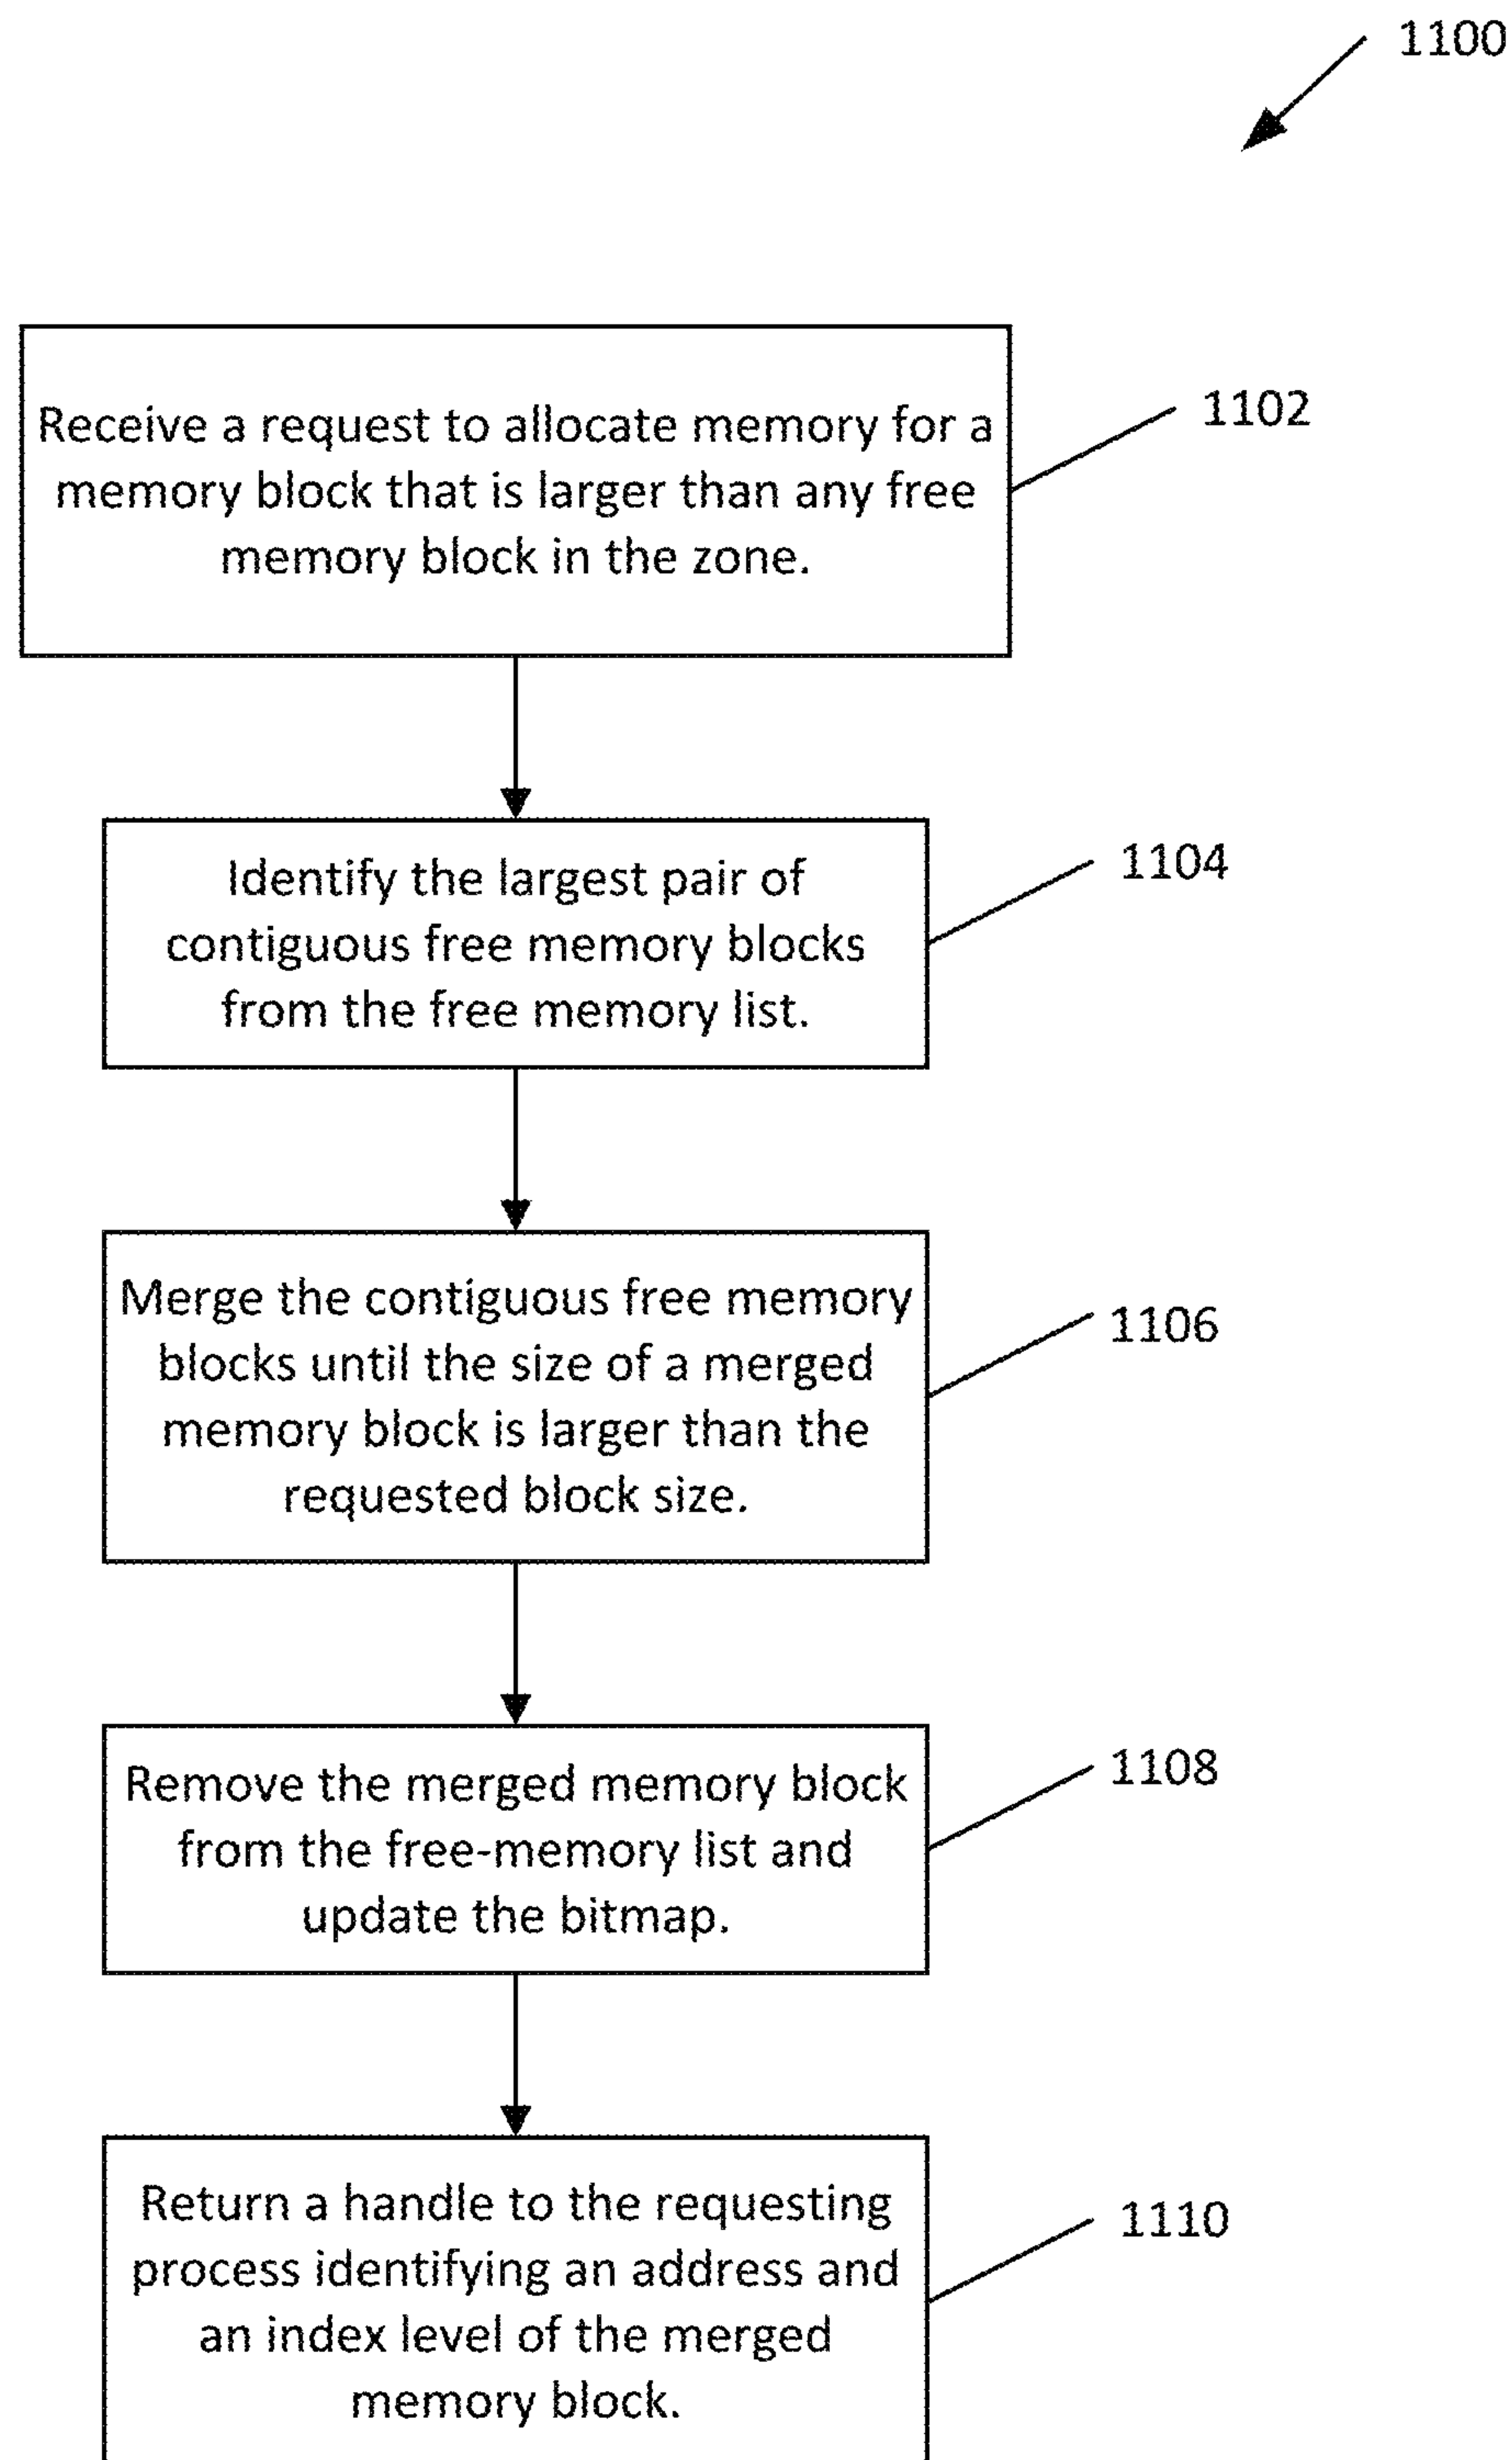 1100
Receive a request to allocate memory for a
memory block that is larger than any free
memory block in the zone.
1102
Identify the largest pair of
contiguous free memory blocks
from the free memory list.
1104
Merge the contiguous free memory
blocks until the size of a merged
memory block is larger than the
requested block size.
1106
Remove the merged memory block
from the free-memory list and
update the bitmap.
1108
Return a handle to the requesting
process identifying an address and
an index level of the merged
memory block.
1110